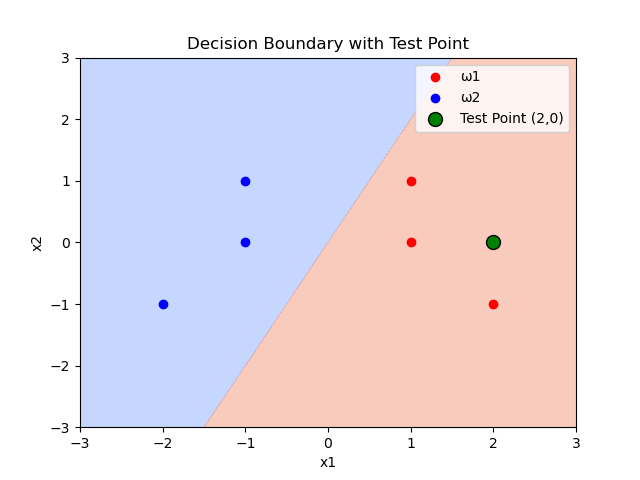 Decision Boundary with Test Point
ω1
ω2
Test Point (2,0)
x2
3
2
1
0
−1
−2
−3
−3
−2
−1
0
1
2
3
x1